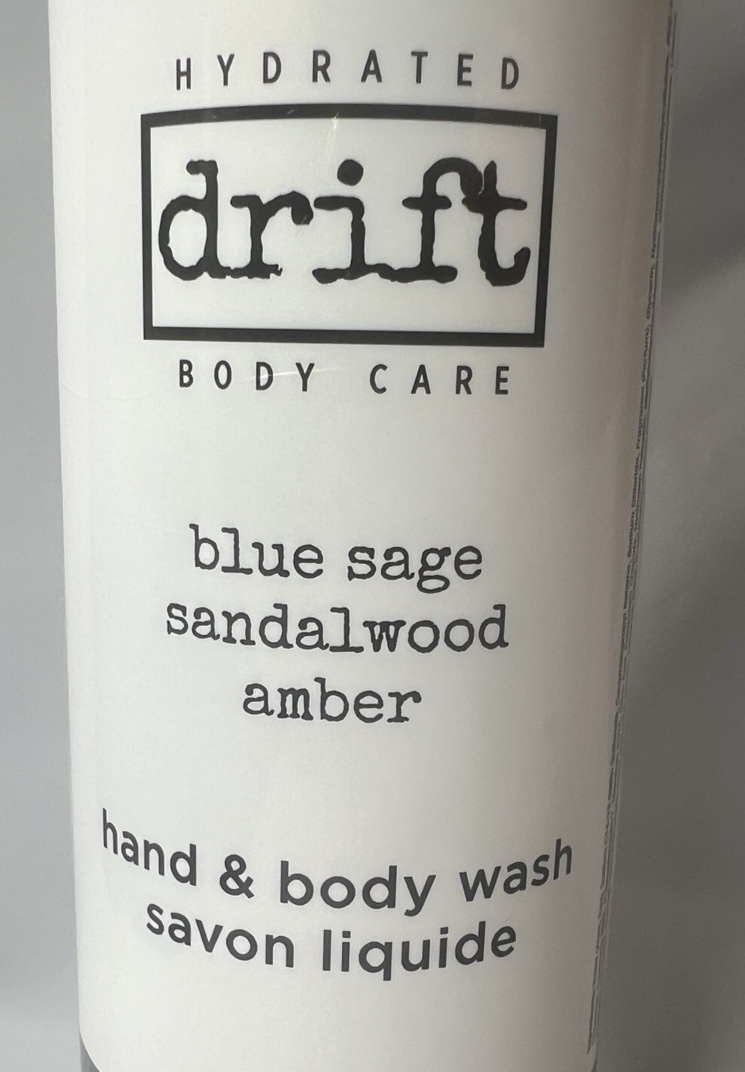 HYDRATED
drift
BODY CARE
blue sage
sandalwood
amber
hand & body wash
savon liquide